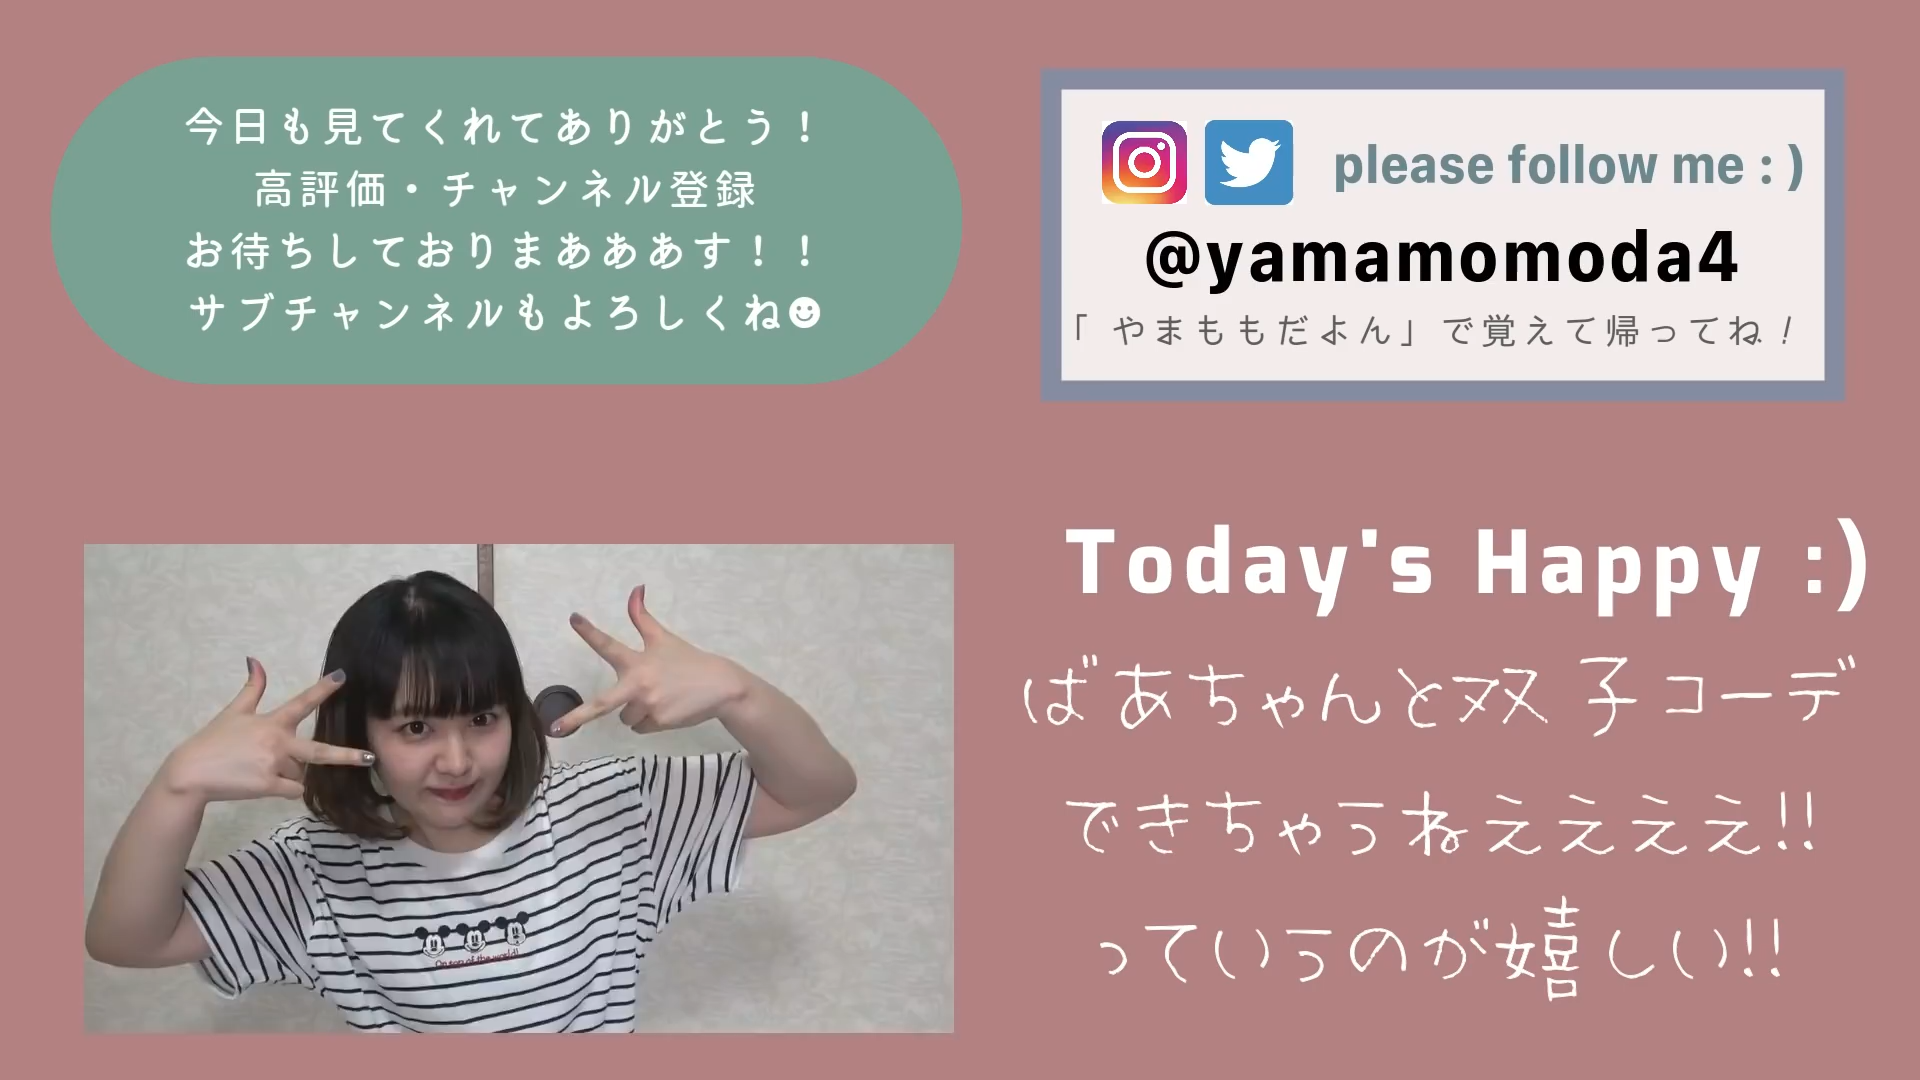 今日も見てくれてありがとう！
高評価・チャンネル登録
お待ちしておりまあああす！！
サブチャンネルもよろしくね☻
please follow me : )
@yamamomoda4
「やまももだよん」で覚えて帰ってね！
Today's Happy :)
ばあちゃんと双子コーデ
できちゃうねええええ!!
っていうのが嬉しい!!
On top of the world!